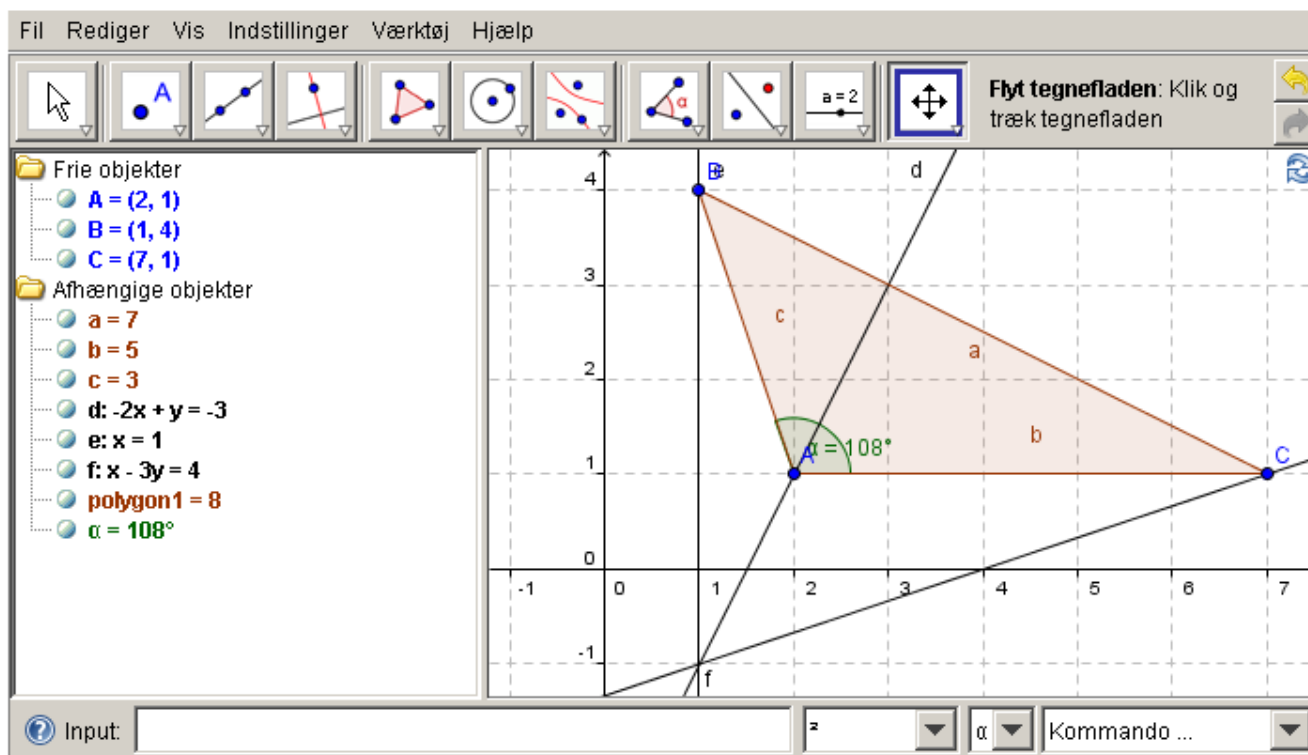 Fil Rediger Vis Indstillinger Værktøj Hjælp
A
α
a = 2
Flyt tegnefladen: Klik og
træk tegnefladen
Frie objekter
A = (2, 1)
B = (1, 4)
C = (7, 1)
Afhængige objekter
a = 7
b = 5
c = 3
d: -2x + y = -3
e: x = 1
f: x - 3y = 4
polygon1 = 8
α = 108°
B e d
4
3
c
a
2
b
α = 108°
A C
1
0
-1 0 1 2 3 4 5 6 7
-1
f
Input: ² α Kommando ...